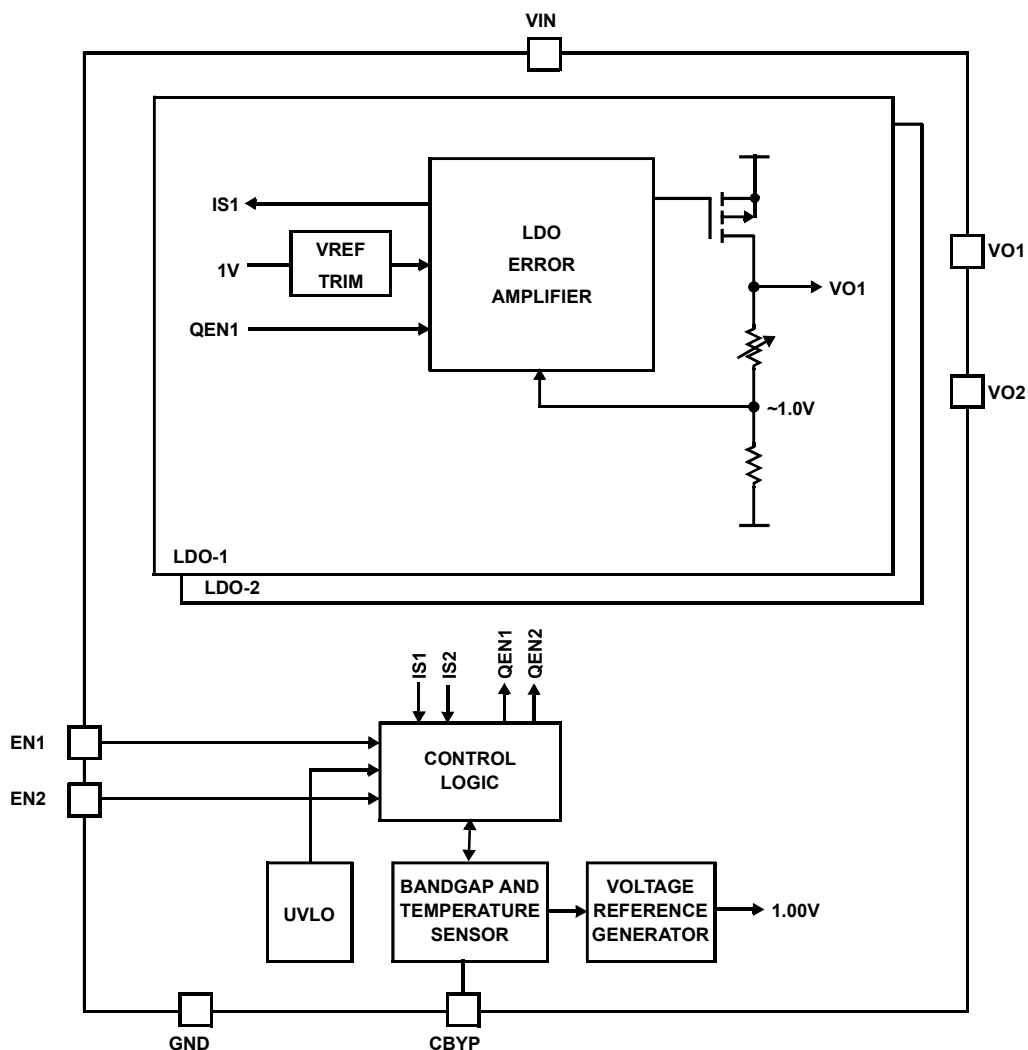 VIN
IS1
LDO
ERROR
AMPLIFIER
VREF
TRIM
1V
QEN1
VO1
~1.0V
LDO-1
LDO-2
VO1
VO2
IS1
IS2
QEN1
QEN2
EN1
EN2
CONTROL
LOGIC
UVLO
BANDGAP AND
TEMPERATURE
SENSOR
VOLTAGE
REFERENCE
GENERATOR
1.00V
GND
CBYP